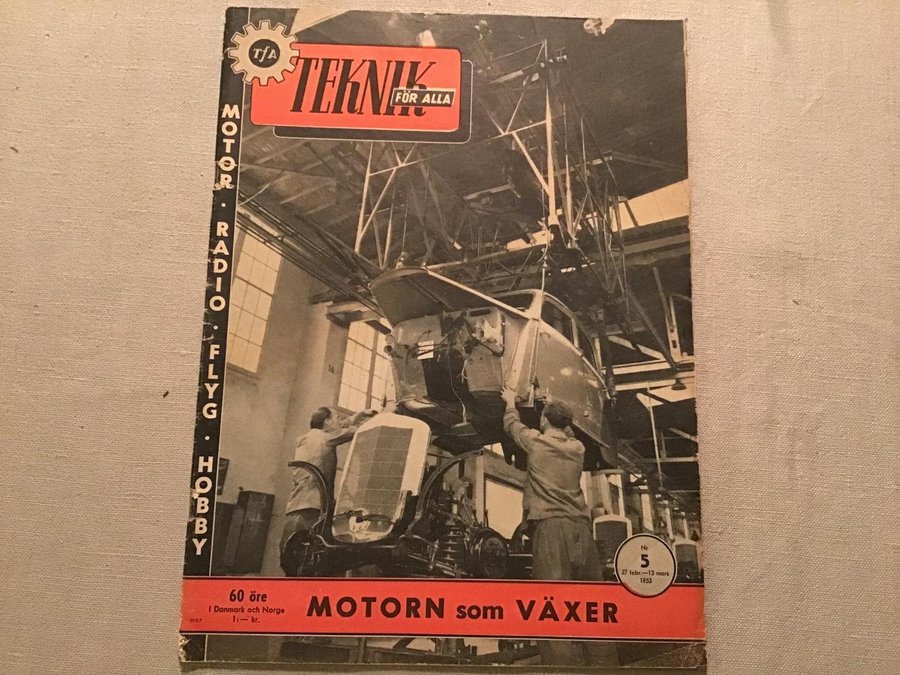 TfA
TEKNIK
FÖR ALLA
MOTOR · RADIO · FLYG · HOBBY
Nr
5
27 febr.—13 mars
1953
60 öre
I Danmark och Norge
1:— kr.
MOTORN som VÄXER